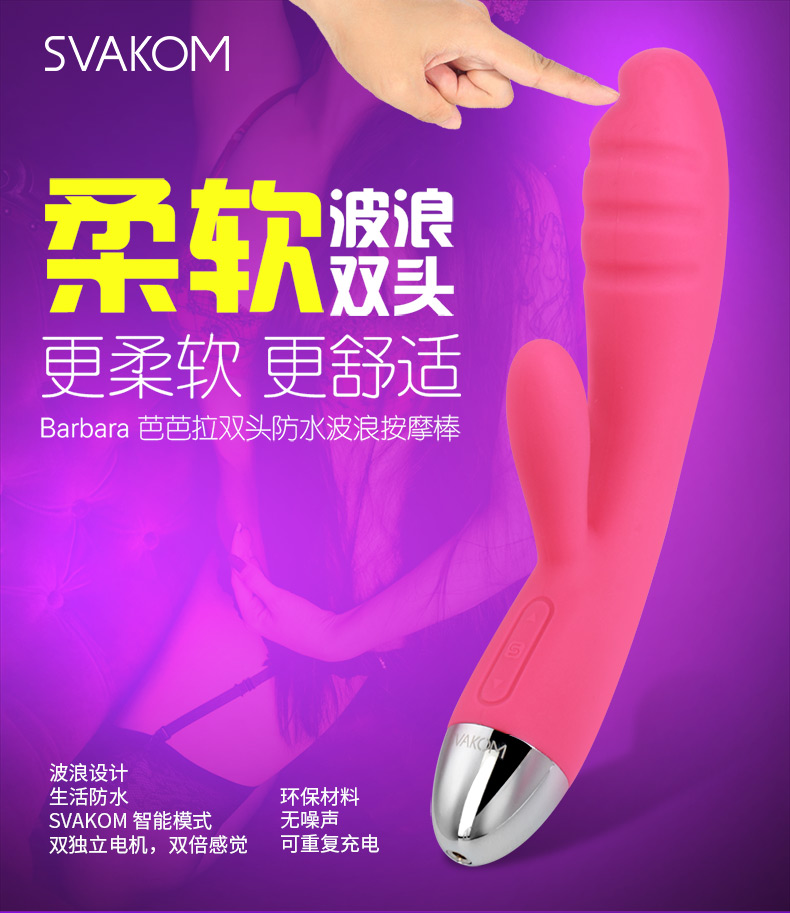 SVAKOM
柔软波浪双头
更柔软 更舒适
Barbara 芭芭拉双头防水波浪按摩棒
SVAKOM
波浪设计
生活防水
SVAKOM 智能模式
双独立电机，双倍感觉
环保材料
无噪声
可重复充电